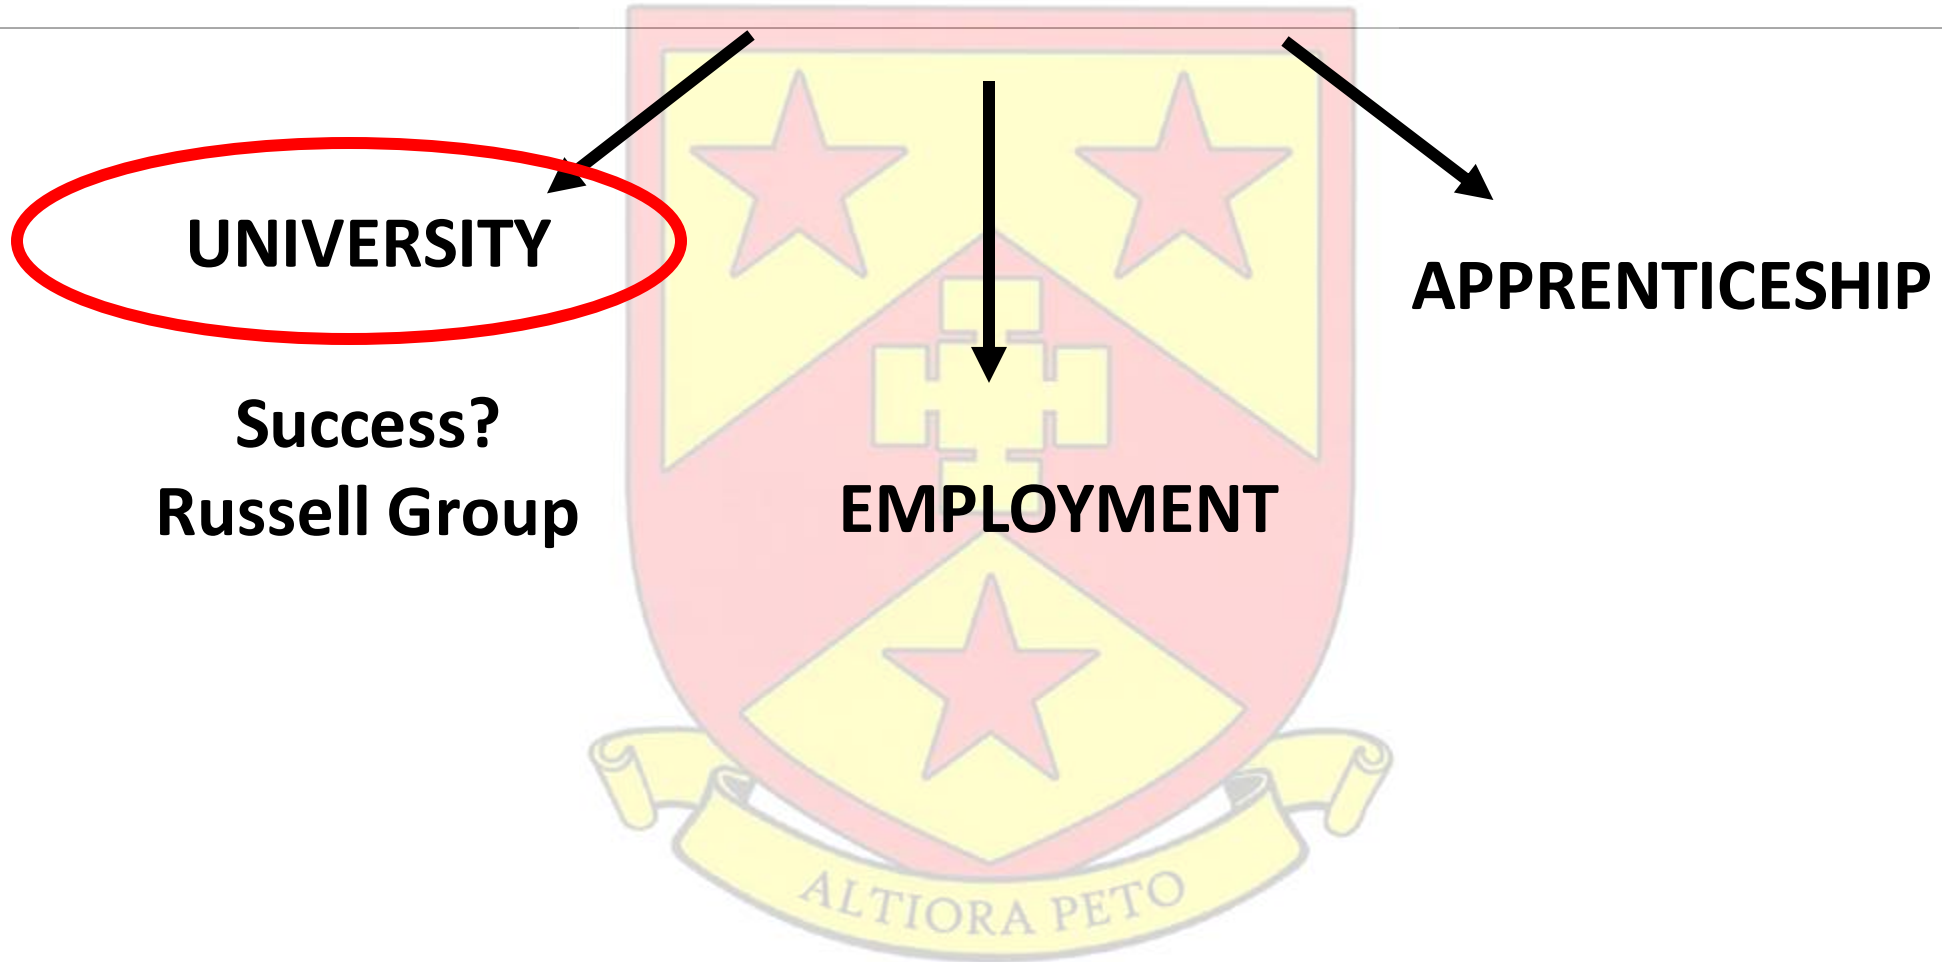 UNIVERSITY
APPRENTICESHIP
Success?
Russell Group
EMPLOYMENT
ALTIORA PETO